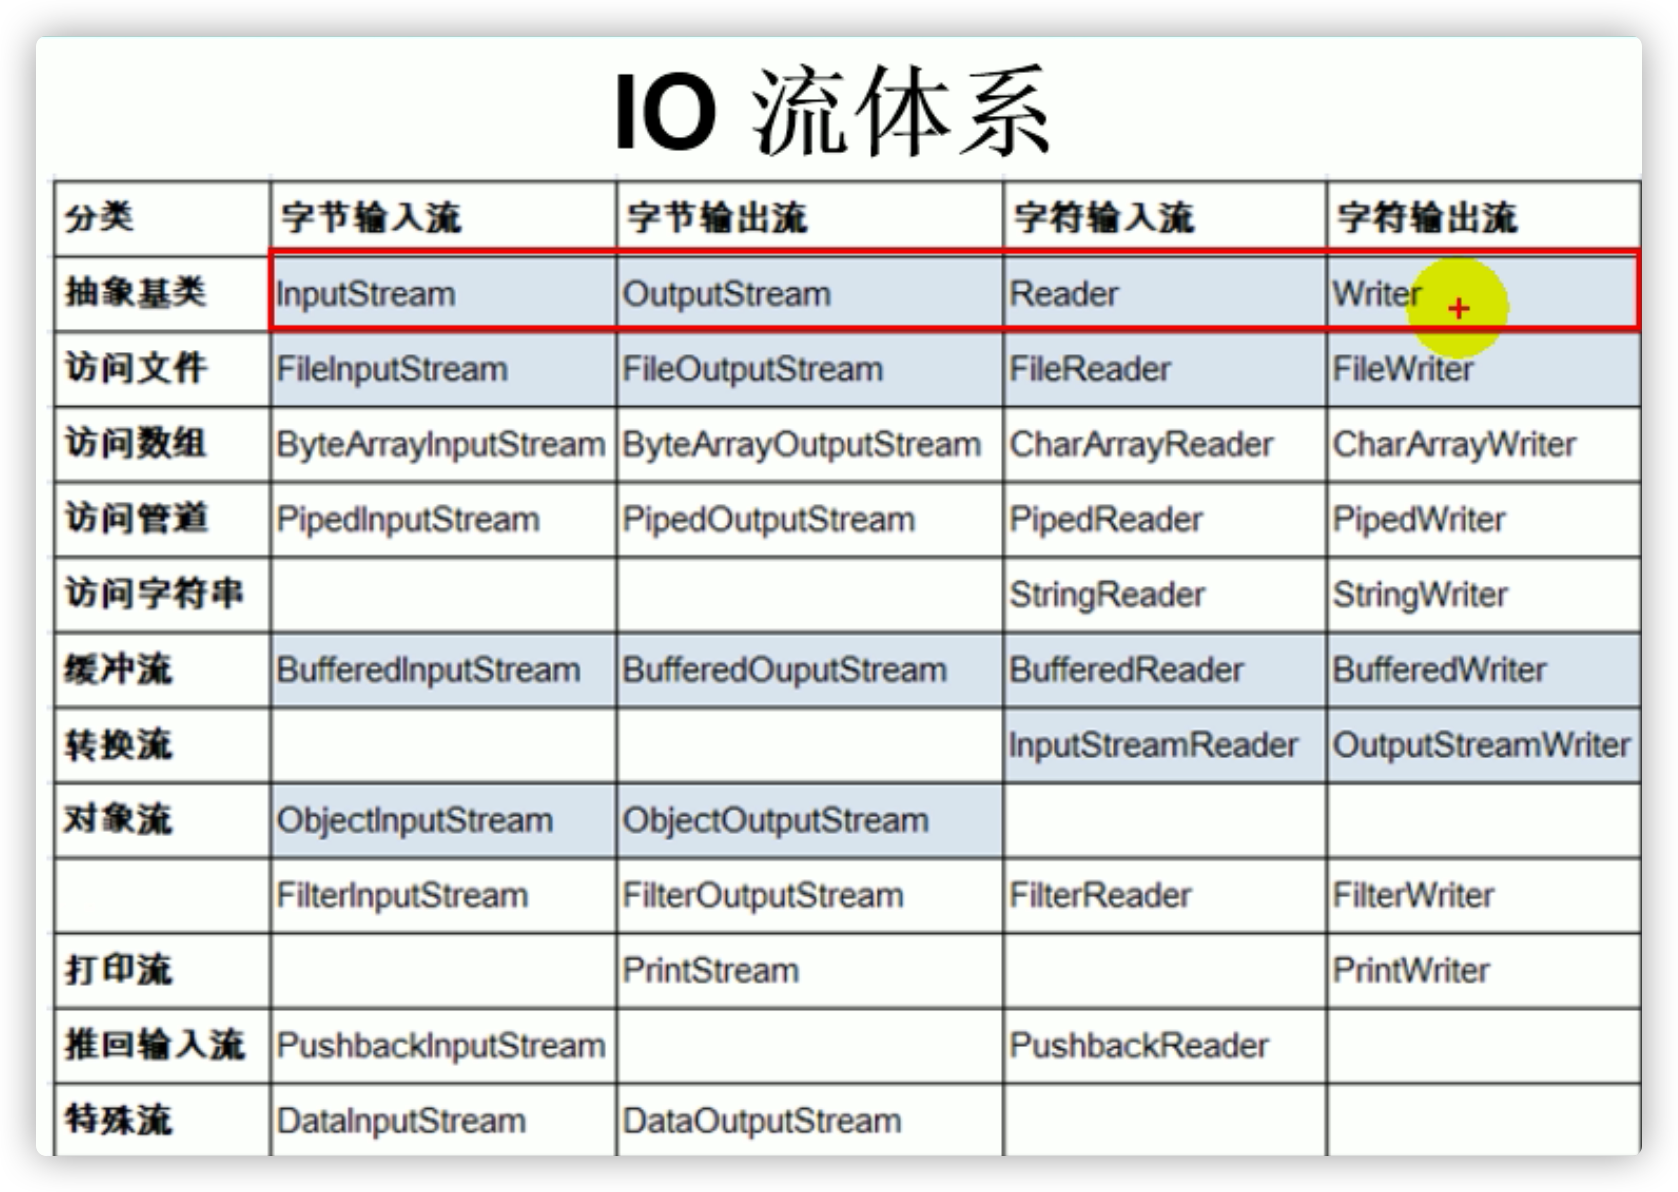 IO 流体系
分类 字节输入流 字节输出流 字符输入流 字符输出流
抽象基类 InputStream OutputStream Reader Writer
访问文件 FileInputStream FileOutputStream FileReader FileWriter
访问数组 ByteArrayInputStream ByteArrayOutputStream CharArrayReader CharArrayWriter
访问管道 PipedInputStream PipedOutputStream PipedReader PipedWriter
访问字符串 StringReader StringWriter
缓冲流 BufferedInputStream BufferedOuputStream BufferedReader BufferedWriter
转换流 InputStreamReader OutputStreamWriter
对象流 ObjectInputStream ObjectOutputStream
FilterInputStream FilterOutputStream FilterReader FilterWriter
打印流 PrintStream PrintWriter
推回输入流 PushbackInputStream PushbackReader
特殊流 DataInputStream DataOutputStream